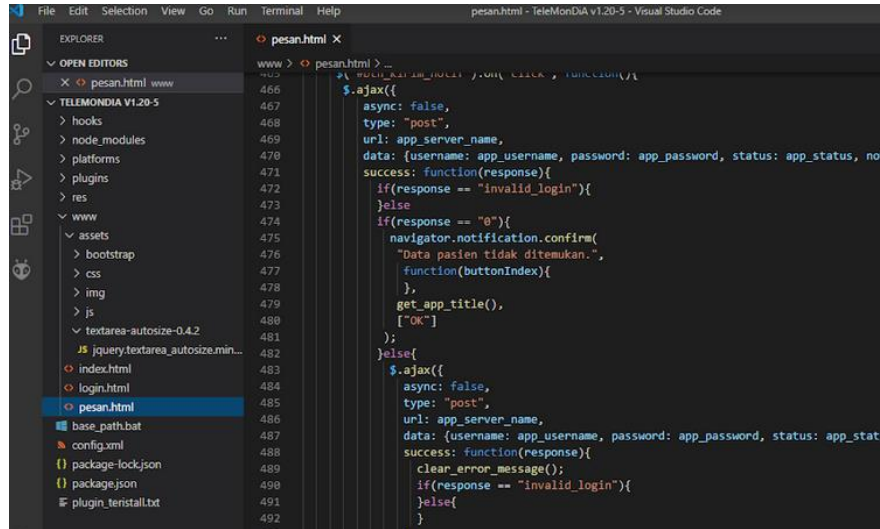 File Edit Selection View Go Run Terminal Help
pesan.html - TeleMonDiA v1.20-5 - Visual Studio Code
EXPLORER ...
OPEN EDITORS
pesan.html www
TELEMONDIA V1.20-5
hooks
node_modules
platforms
plugins
res
www
assets
bootstrap
css
img
js
textarea-autosize-0.4.2
JS jquery.textarea_autosize.min...
index.html
login.html
pesan.html
base_path.bat
config.xml
{} package-lock.json
{} package.json
plugin_teristall.txt
pesan.html ×
www > pesan.html > ...
465 $("#btn_kirim_notif").on("click", function(){
466 $.ajax({
467 async: false,
468 type: "post",
469 url: app_server_name,
470 data: {username: app_username, password: app_password, status: app_status, no
471 success: function(response){
472 if(response == "invalid_login"){
473 }else
474 if(response == "0"){
475 navigator.notification.confirm(
476 "Data pasien tidak ditemukan.",
477 function(buttonIndex){
478 },
479 get_app_title(),
480 ["OK"]
481 );
482 }else{
483 $.ajax({
484 async: false,
485 type: "post",
486 url: app_server_name,
487 data: {username: app_username, password: app_password, status: app_stat
488 success: function(response){
489 clear_error_message();
490 if(response == "invalid_login"){
491 }else{
492 }